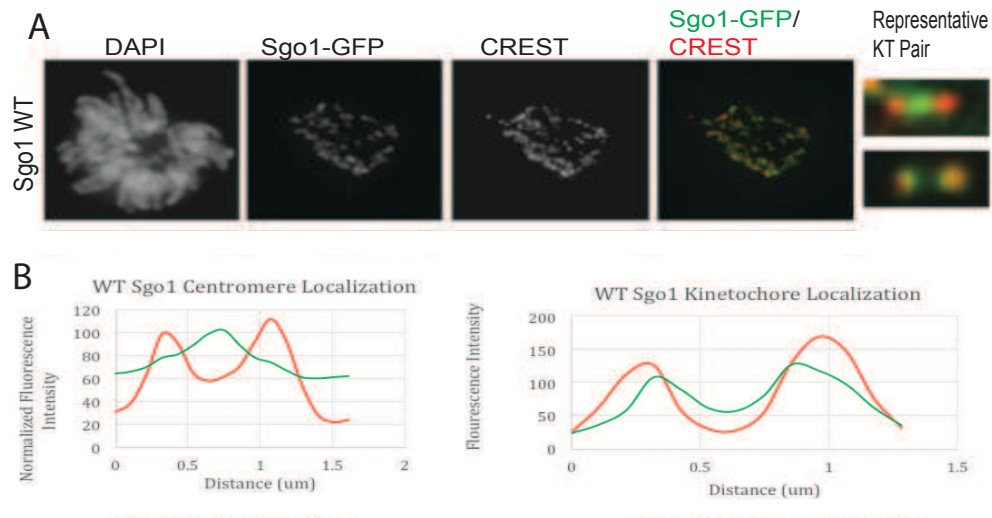 A
DAPI
Sgo1-GFP
CREST
Sgo1-GFP/
CREST
Representative
KT Pair
Sgo1 WT
B
WT Sgo1 Centromere Localization
Normalized Fluorescence
Intensity
120
100
80
60
40
20
0
0 0.5 1 1.5 2
Distance (um)
WT Sgo1 Kinetochore Localization
Flourescence Intensity
200
150
100
50
0
0 0.5 1 1.5
Distance (um)